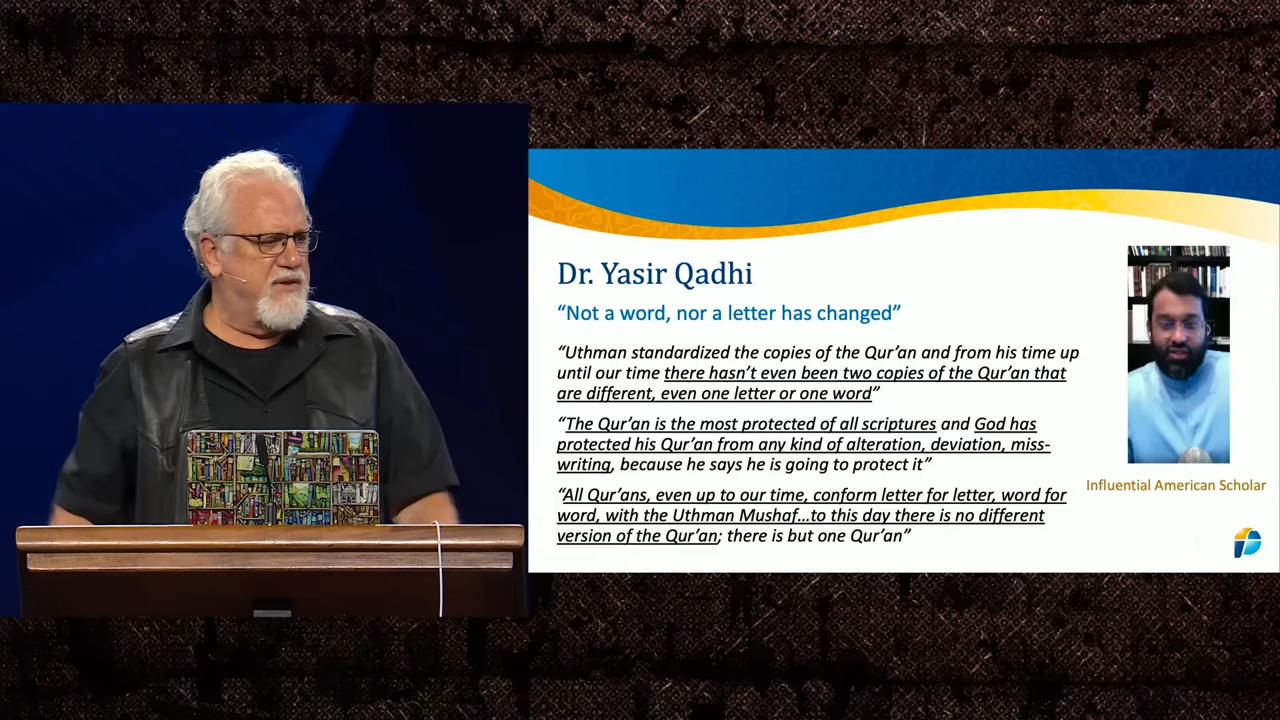 Dr. Yasir Qadhi
“Not a word, nor a letter has changed”
“Uthman standardized the copies of the Qur’an and from his time up
until our time there hasn’t even been two copies of the Qur’an that
are different, even one letter or one word”
“The Qur’an is the most protected of all scriptures and God has
protected his Qur’an from any kind of alteration, deviation, miss-
writing, because he says he is going to protect it”
“All Qur’ans, even up to our time, conform letter for letter, word for
word, with the Uthman Mushaf…to this day there is no different
version of the Qur’an; there is but one Qur’an”
Influential American Scholar